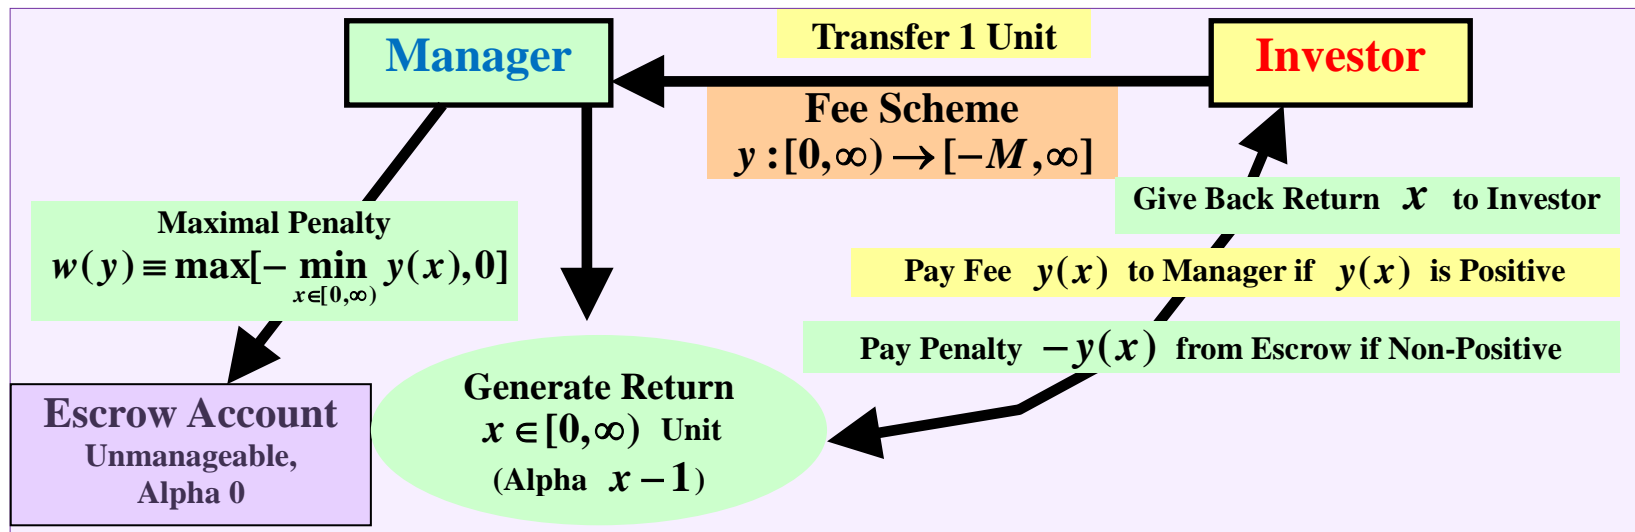 Manager
Transfer 1 Unit
Investor
Fee Scheme
y : [0, ∞) → [−M, ∞]
Maximal Penalty
w(y) ≡ max[− min y(x), 0]
x∈[0,∞)
Give Back Return x to Investor
Pay Fee y(x) to Manager if y(x) is Positive
Pay Penalty −y(x) from Escrow if Non-Positive
Escrow Account
Unmanageable,
Alpha 0
Generate Return
x ∈ [0, ∞) Unit
(Alpha x − 1)